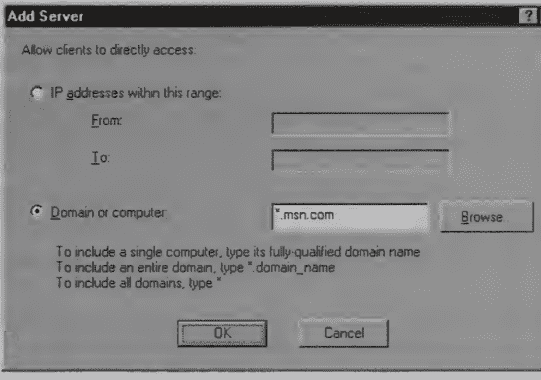 Add Server
?
Allow clients to directly access:
IP addresses within this range:
From:
To:
Domain or computer
*.msn.com
Browse
To include a single computer, type its fully-qualified domain name
To include an entire domain, type *.domain_name
To include all domains, type *
OK
Cancel